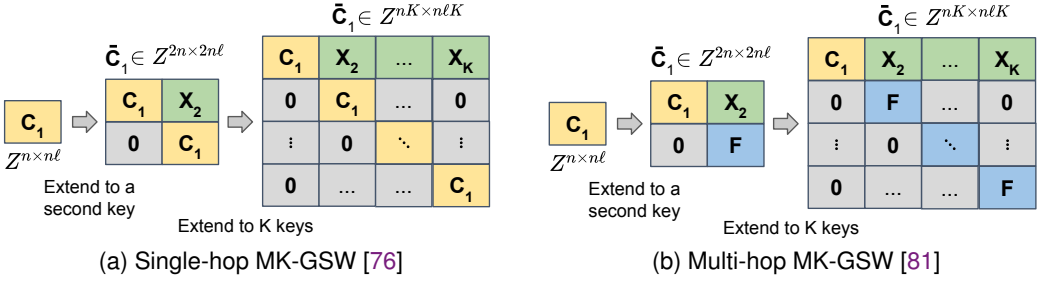 C̄₁ ∈ Z^{nK×nℓK}
C̄₁ ∈ Z^{2n×2nℓ}
C₁ X₂ ... X_K
C₁ X₂
0 C₁ ... 0
C₁
0 C₁
⋮ 0 ⋱ ⋮
Z^{n×nℓ}
0 ... ... C₁
Extend to a
second key
Extend to K keys
(a) Single-hop MK-GSW [76]
C̄₁ ∈ Z^{nK×nℓK}
C̄₁ ∈ Z^{2n×2nℓ}
C₁ X₂ ... X_K
C₁ X₂
0 F ... 0
C₁
0 F
⋮ 0 ⋱ ⋮
Z^{n×nℓ}
0 ... ... F
Extend to a
second key
Extend to K keys
(b) Multi-hop MK-GSW [81]